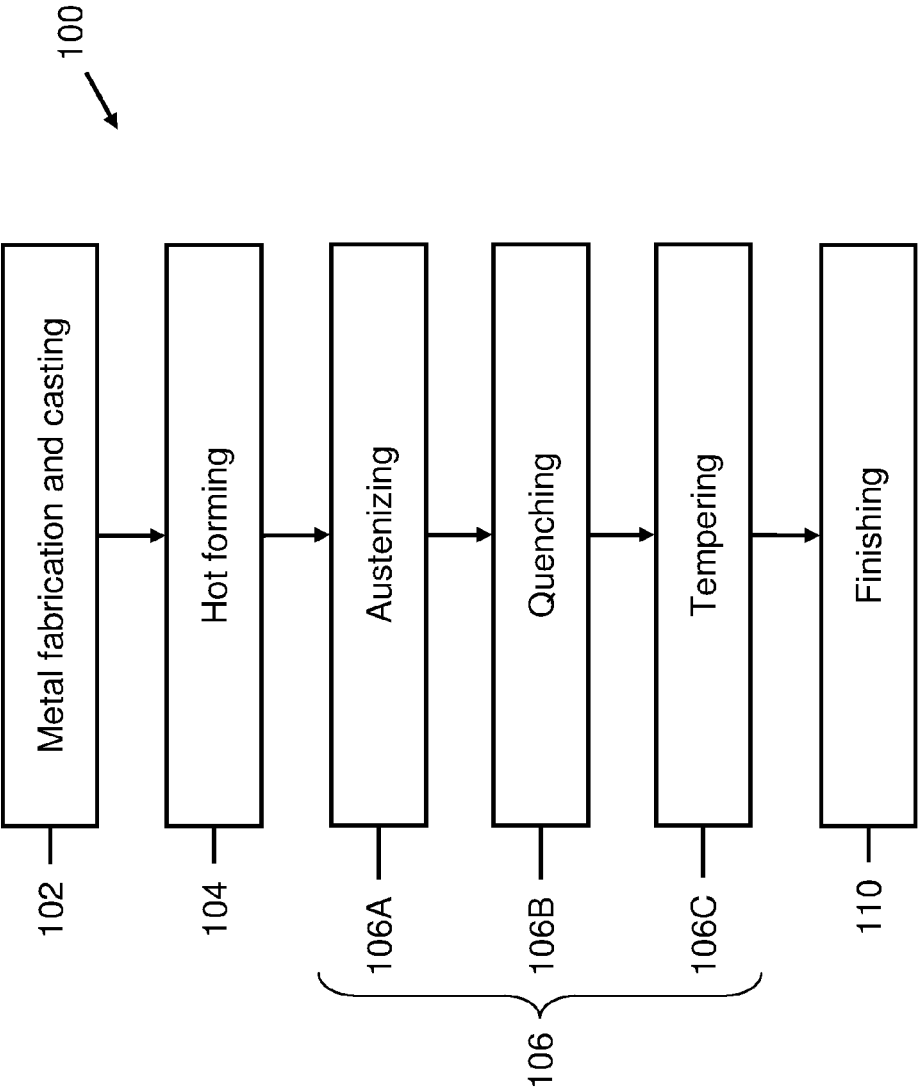 100
102
Metal fabrication and casting
104
Hot forming
106
106A
Austenizing
106B
Quenching
106C
Tempering
110
Finishing